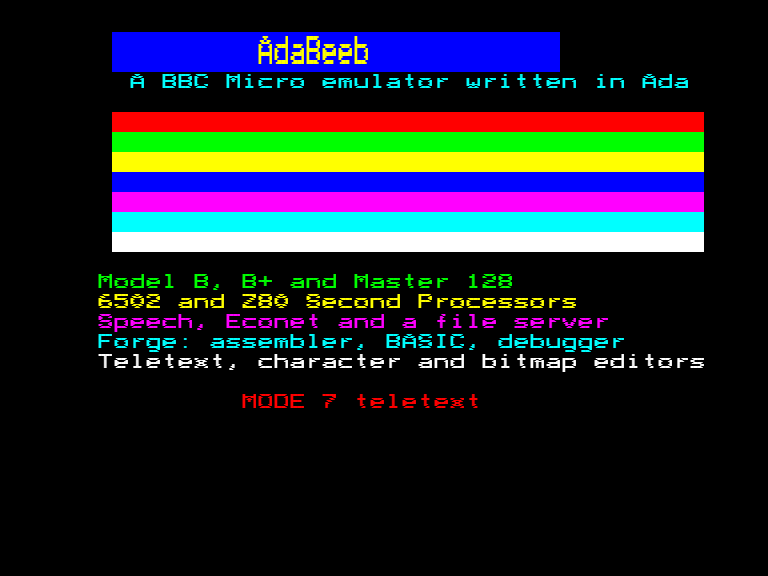 AdaBeeb
A BBC Micro emulator written in Ada
Model B, B+ and Master 128
6502 and Z80 Second Processors
Speech, Econet and a file server
Forge: assembler, BASIC, debugger
Teletext, character and bitmap editors
MODE 7 teletext